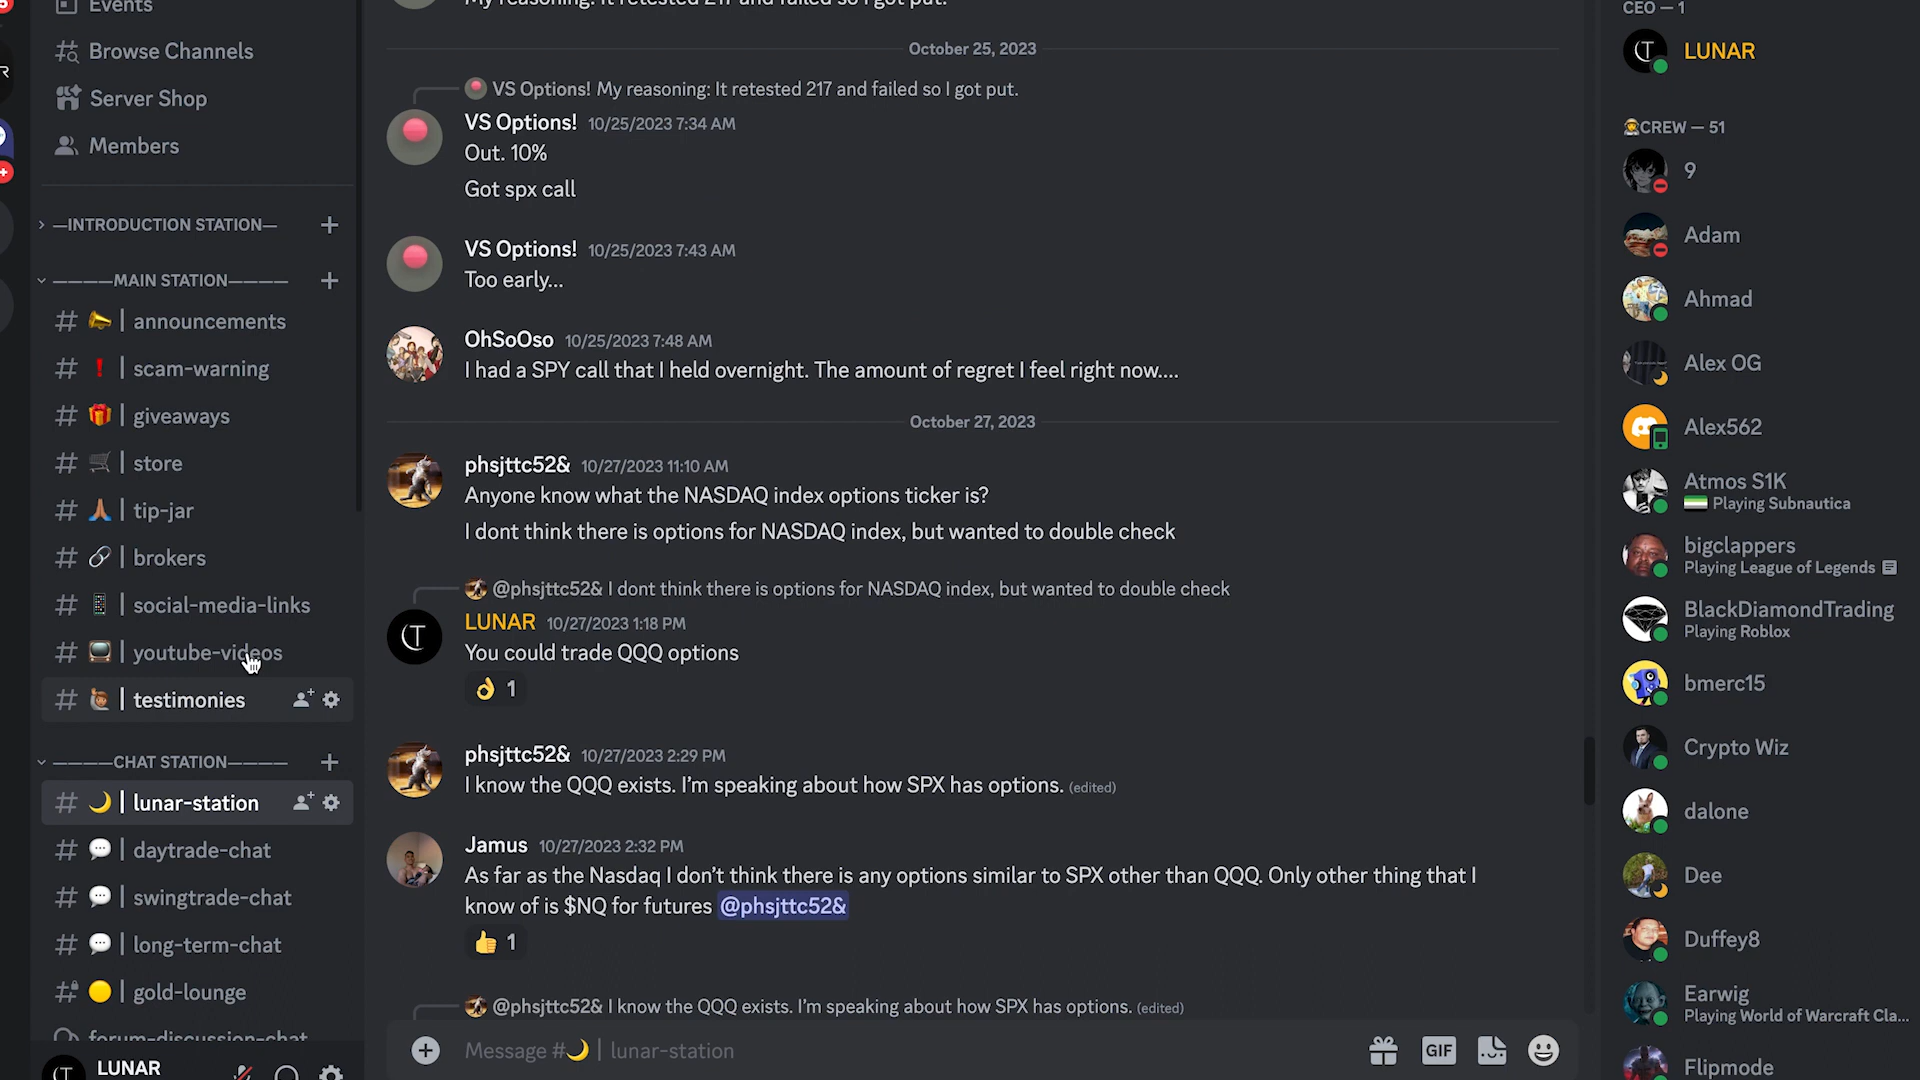 Events
Browse Channels
Server Shop
Members
—INTRODUCTION STATION—
————MAIN STATION————
announcements
scam-warning
giveaways
store
tip-jar
brokers
social-media-links
youtube-videos
testimonies
————CHAT STATION————
lunar-station
daytrade-chat
swingtrade-chat
long-term-chat
gold-lounge
forum-discussion-chat
LUNAR
My reasoning: It retested 217 and failed so I got put.
October 25, 2023
VS Options! My reasoning: It retested 217 and failed so I got put.
VS Options! 10/25/2023 7:34 AM
Out. 10%
Got spx call
VS Options! 10/25/2023 7:43 AM
Too early...
OhSoOso 10/25/2023 7:48 AM
I had a SPY call that I held overnight. The amount of regret I feel right now....
October 27, 2023
phsjttc52& 10/27/2023 11:10 AM
Anyone know what the NASDAQ index options ticker is?
I dont think there is options for NASDAQ index, but wanted to double check
@phsjttc52& I dont think there is options for NASDAQ index, but wanted to double check
LUNAR 10/27/2023 1:18 PM
You could trade QQQ options
👌 1
phsjttc52& 10/27/2023 2:29 PM
I know the QQQ exists. I'm speaking about how SPX has options. (edited)
Jamus 10/27/2023 2:32 PM
As far as the Nasdaq I don't think there is any options similar to SPX other than QQQ. Only other thing that I
know of is $NQ for futures @phsjttc52&
👍 1
@phsjttc52& I know the QQQ exists. I'm speaking about how SPX has options. (edited)
Message #🌙 | lunar-station
GIF
CEO — 1
LUNAR
CREW — 51
9
Adam
Ahmad
Alex OG
Alex562
Atmos S1K
Playing Subnautica
bigclappers
Playing League of Legends
BlackDiamondTrading
Playing Roblox
bmerc15
Crypto Wiz
dalone
Dee
Duffey8
Earwig
Playing World of Warcraft Cla...
Flipmode